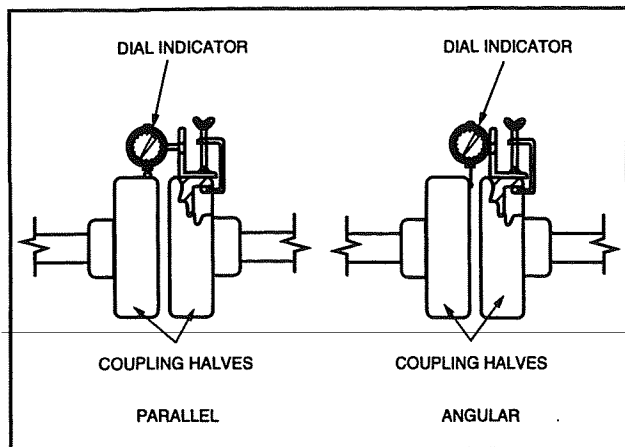 DIAL INDICATOR DIAL INDICATOR
COUPLING HALVES COUPLING HALVES
PARALLEL ANGULAR